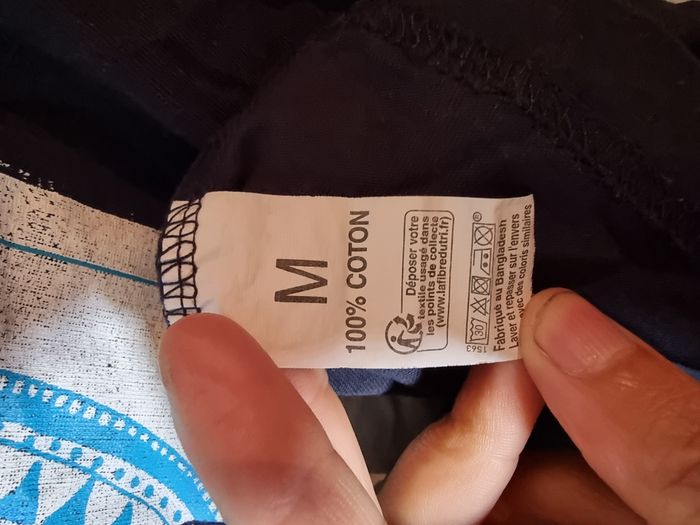 M
100% COTON
Déposer votre
textile usagé dans
les points de collecte
(www.lafibredutri.fr)
30
®
1563
Fabriqué au Bangladesh
Laver et repasser sur l'envers
avec des coloris similaires